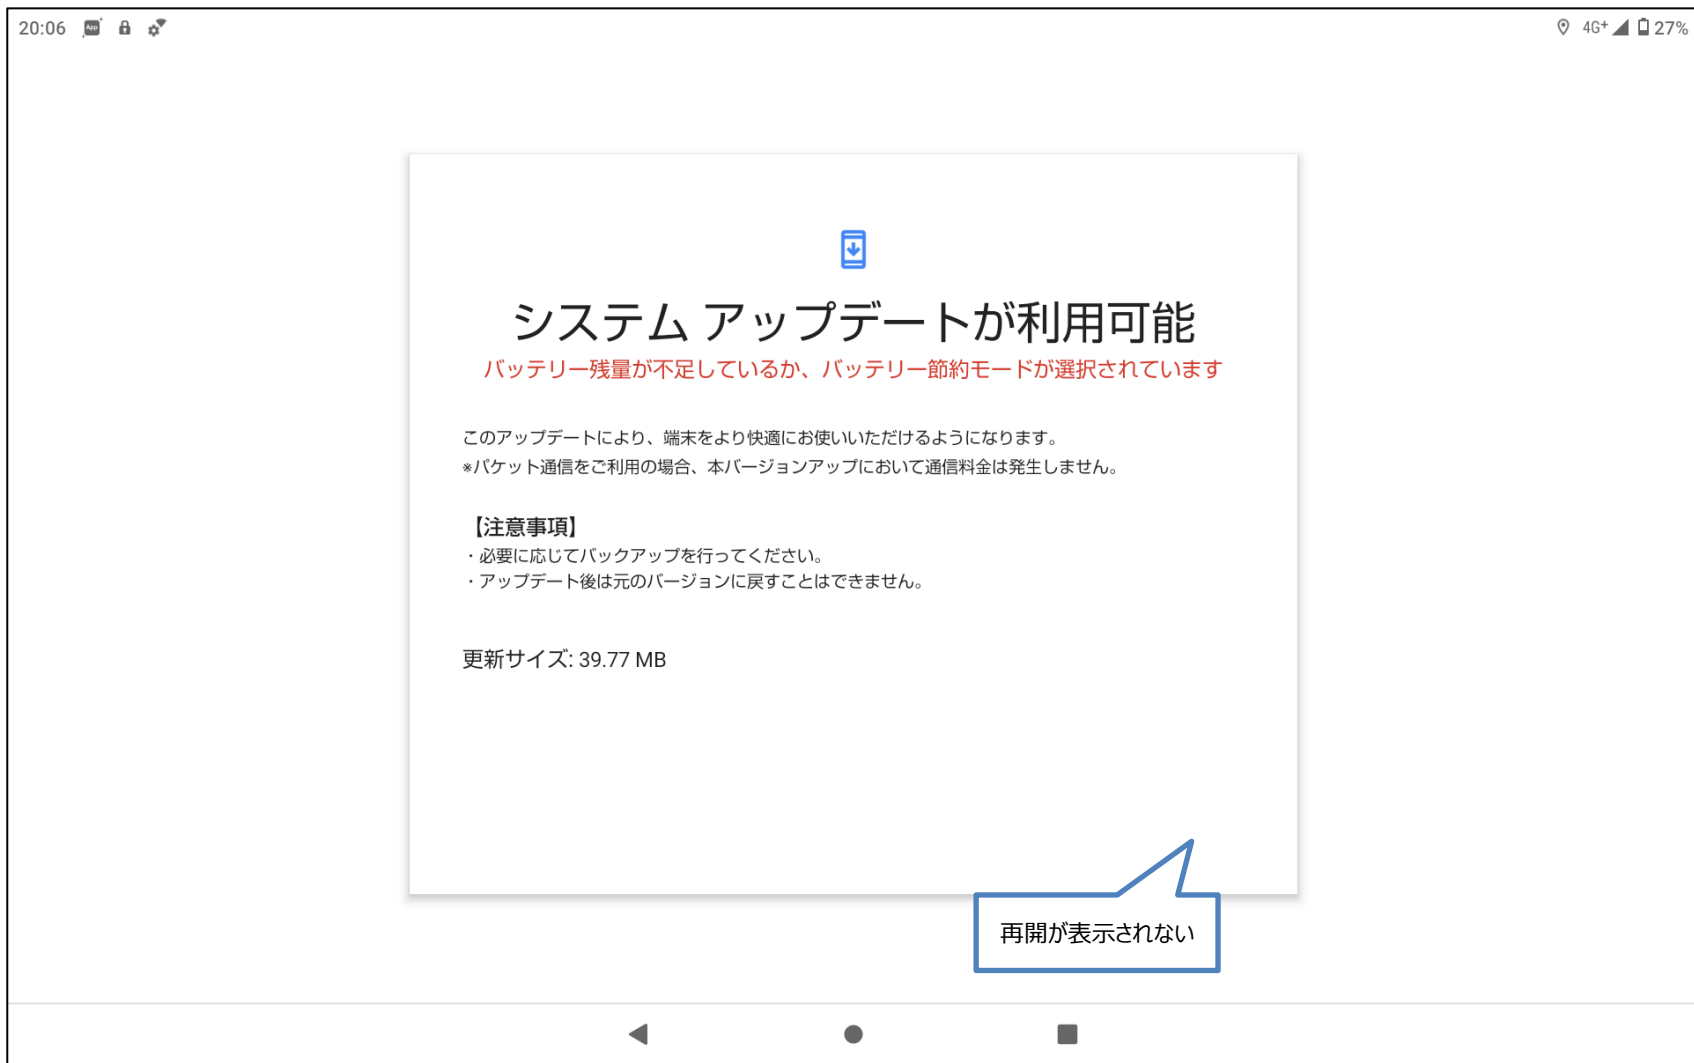 20:06
App
4G+
27%
システム アップデートが利用可能
バッテリー残量が不足しているか、バッテリー節約モードが選択されています
このアップデートにより、端末をより快適にお使いいただけるようになります。
※パケット通信をご利用の場合、本バージョンアップにおいて通信料金は発生しません。
【注意事項】
・必要に応じてバックアップを行ってください。
・アップデート後は元のバージョンに戻すことはできません。
更新サイズ: 39.77 MB
再開が表示されない